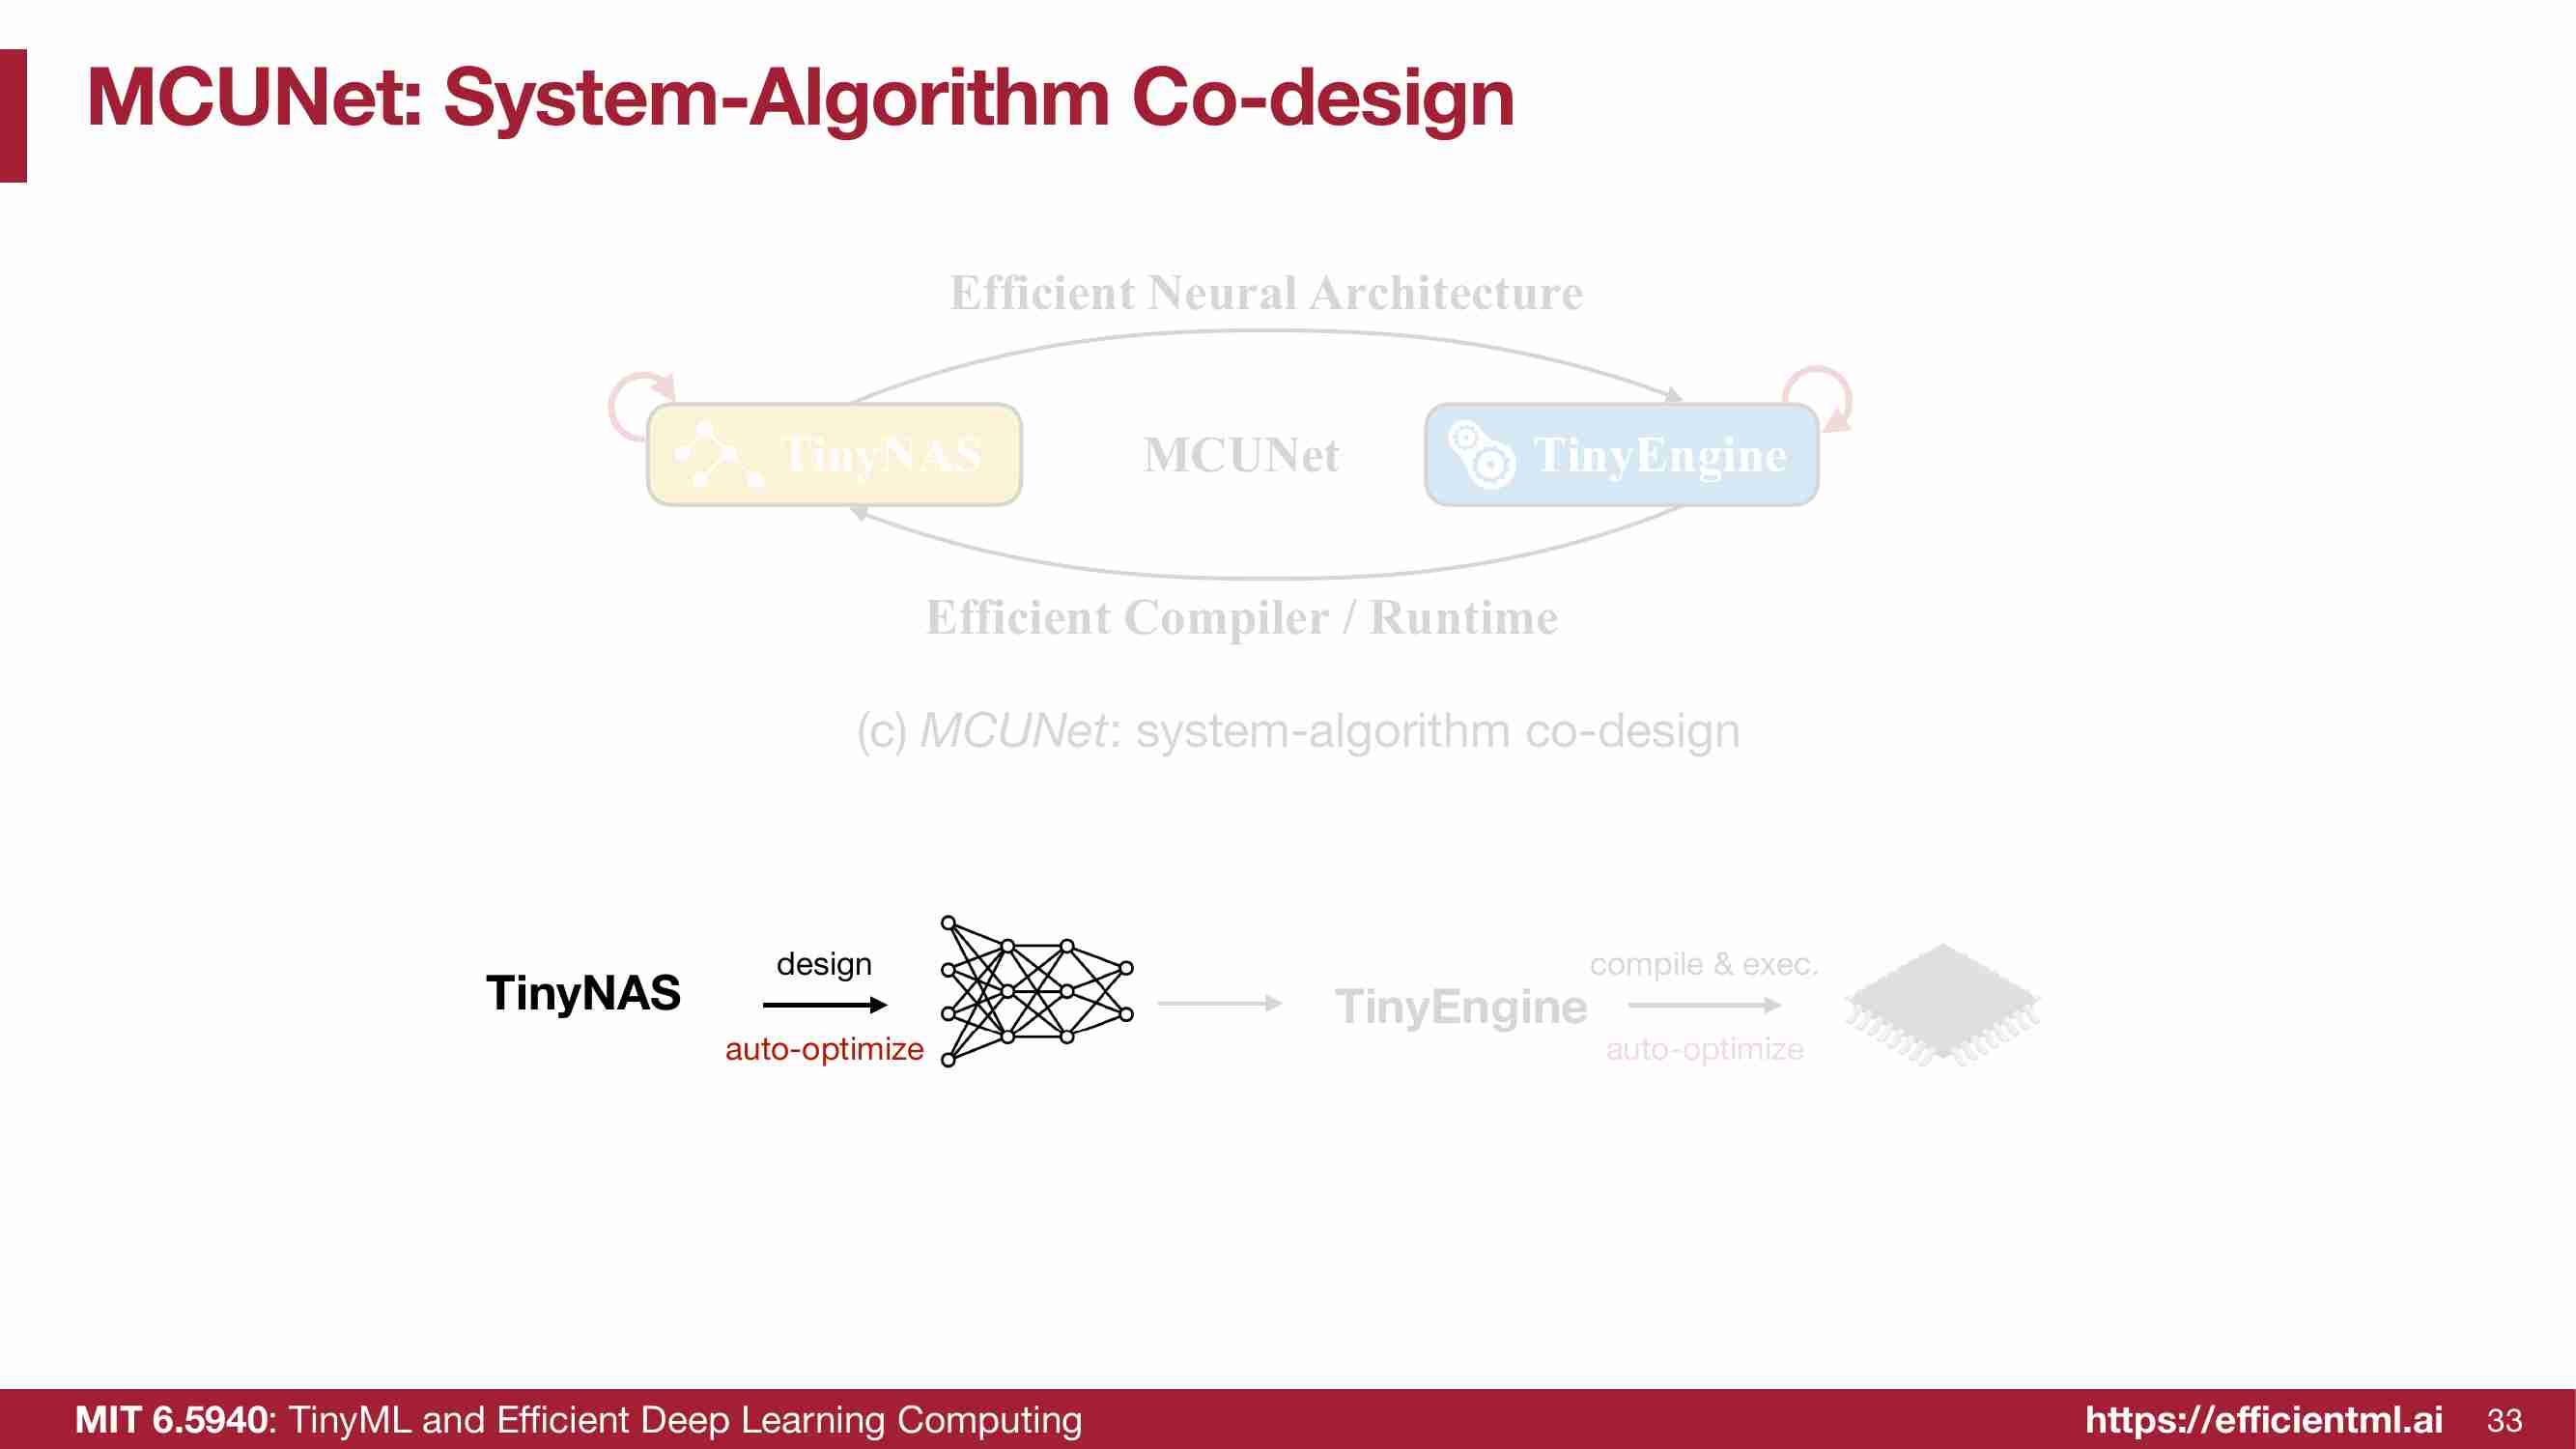 MCUNet: System-Algorithm Co-design
Efficient Neural Architecture
TinyNAS
MCUNet
TinyEngine
Efficient Compiler / Runtime
(c) MCUNet: system-algorithm co-design
TinyNAS
design
auto-optimize
TinyEngine
compile & exec.
auto-optimize
MIT 6.5940: TinyML and Efficient Deep Learning Computing
https://efficientml.ai
33